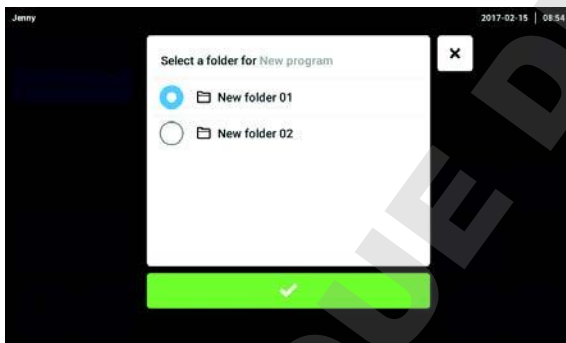 Jenny
2017-02-15 | 08:54
Select a folder for New program
New folder 01
New folder 02